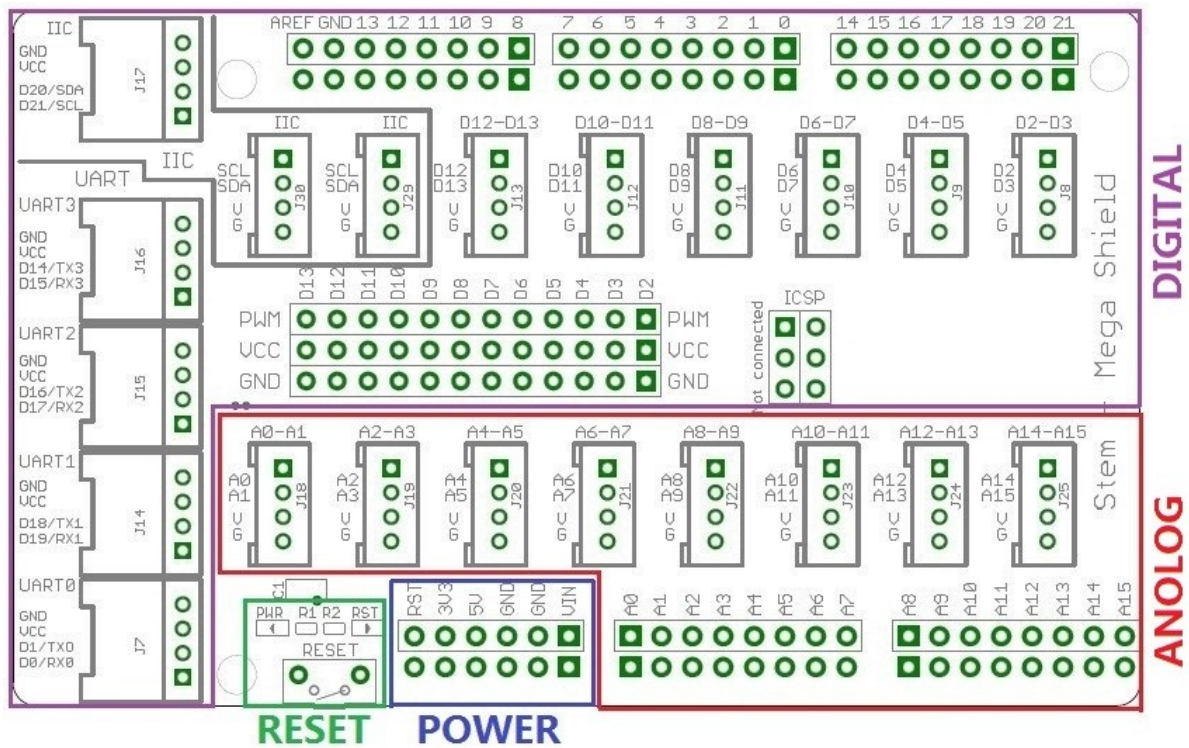 IIC
GND
VCC
D20/SDA
D21/SCL
J17
AREF GND 13 12 11 10 9 8
7 6 5 4 3 2 1 0
14 15 16 17 18 19 20 21
IIC
UART
IIC
SCL
SDA
V
G
J30
IIC
SCL
SDA
V
G
J29
D12-D13
D12
D13
V
G
J13
D10-D11
D10
D11
V
G
J12
D8-D9
D8
D9
V
G
J11
D6-D7
D6
D7
V
G
J10
D4-D5
D4
D5
V
G
J9
D2-D3
D2
D3
V
G
J8
UART3
GND
VCC
D14/TX3
D15/RX3
J16
UART2
GND
VCC
D16/TX2
D17/RX2
J15
UART1
GND
VCC
D18/TX1
D19/RX1
J14
UART0
GND
VCC
D1/TX0
D0/RX0
J7
D13 D12 D11 D10 D9 D8 D7 D6 D5 D4 D3 D2
PWM PWM
VCC VCC
GND GND
ICSP
Not connected
Stem Mega Shield
DIGITAL
A0-A1
A0
A1
V
G
J18
A2-A3
A2
A3
V
G
J19
A4-A5
A4
A5
V
G
J20
A6-A7
A6
A7
V
G
J21
A8-A9
A8
A9
V
G
J22
A10-A11
A10
A11
V
G
J23
A12-A13
A12
A13
V
G
J24
A14-A15
A14
A15
V
G
J25
ANOLOG
C1
PWR R1 R2 RST
RESET
RESET
RST 3V3 5V GND GND VIN
POWER
A0 A1 A2 A3 A4 A5 A6 A7
A8 A9 A10 A11 A12 A13 A14 A15